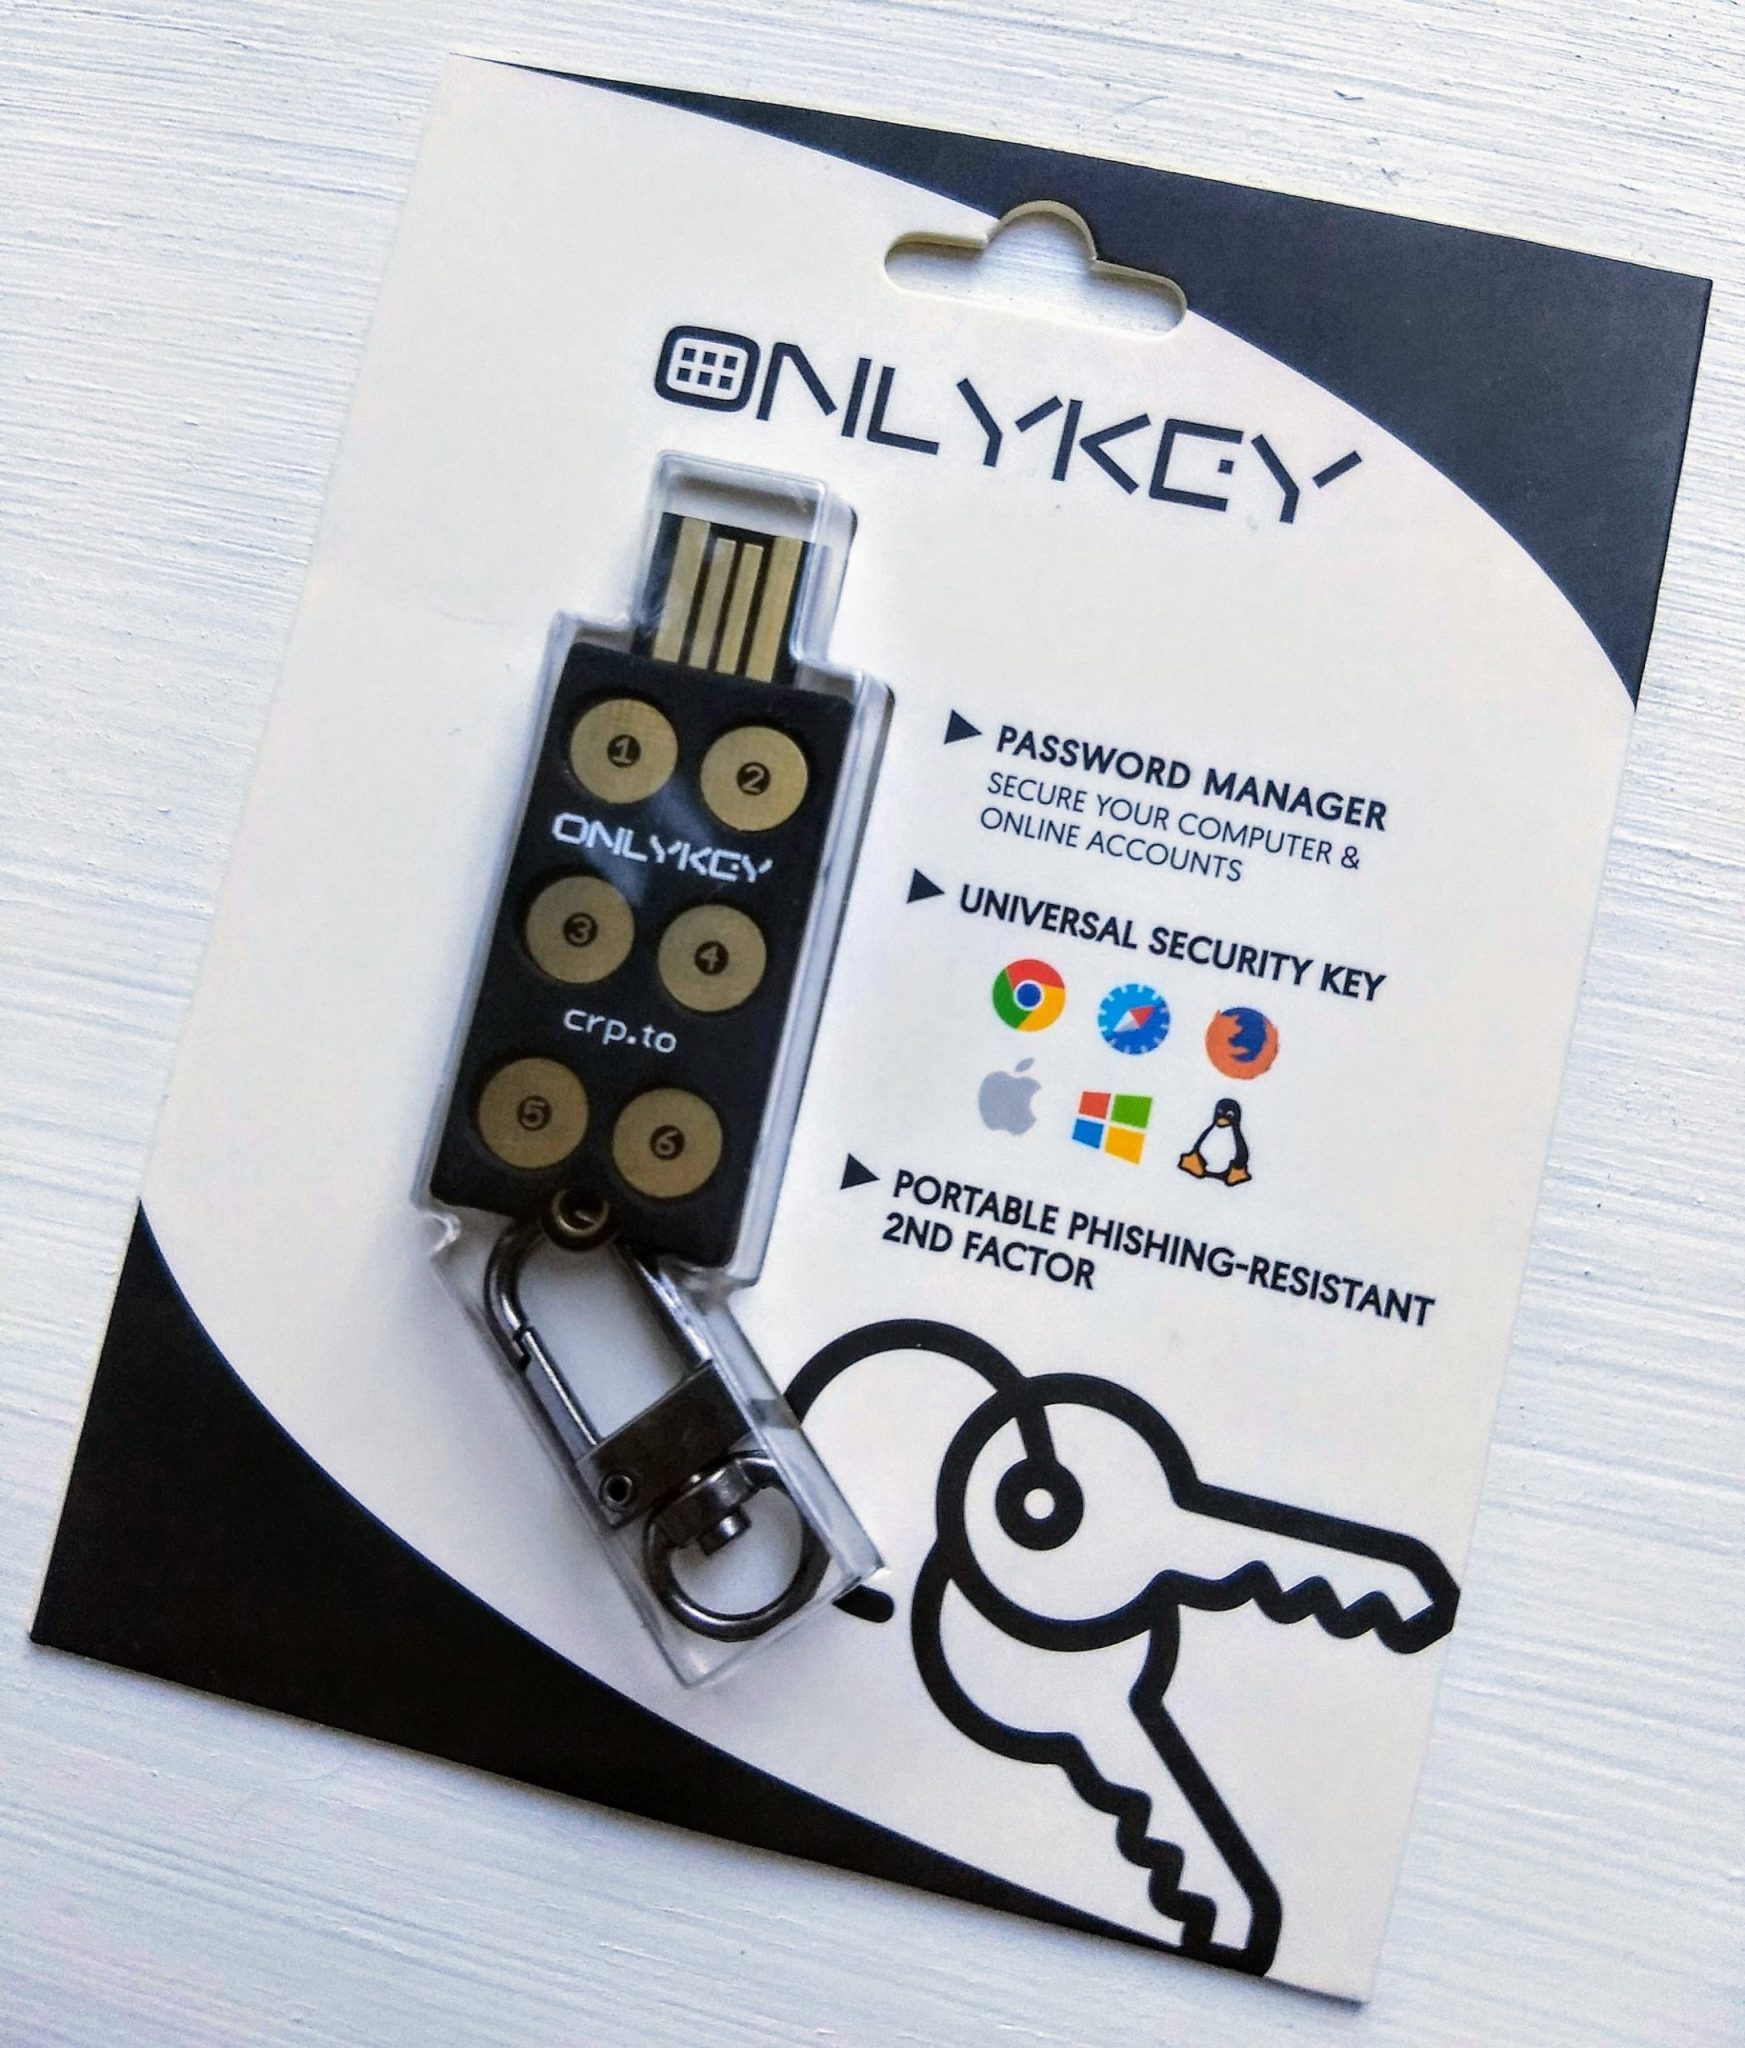 ONLYKEY
1 2
ONLYKEY
3 4
crp.to
5 6
PASSWORD MANAGER
SECURE YOUR COMPUTER &
ONLINE ACCOUNTS
UNIVERSAL SECURITY KEY
PORTABLE PHISHING-RESISTANT
2ND FACTOR